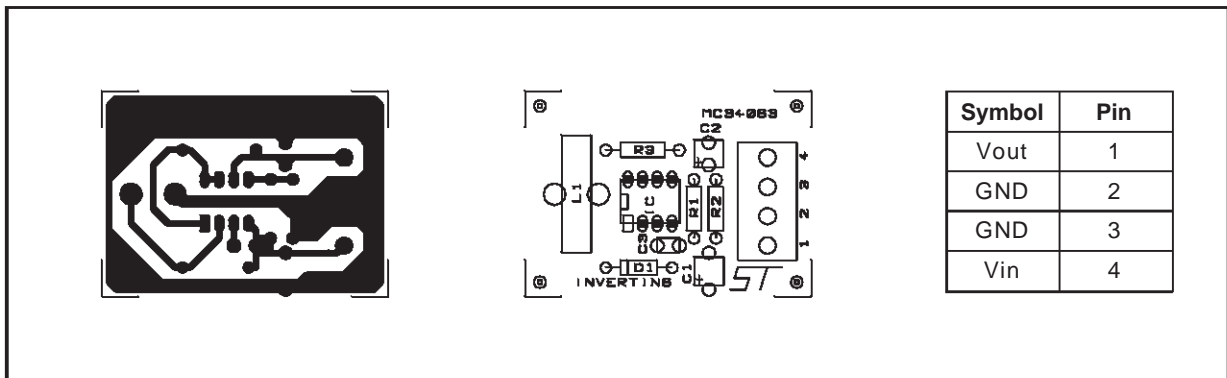 MC34063
C2
R3
4
L1
3
IC
R1
R2
2
C3
1
D1
C1
INVERTING
ST
Symbol Pin
Vout 1
GND 2
GND 3
Vin 4